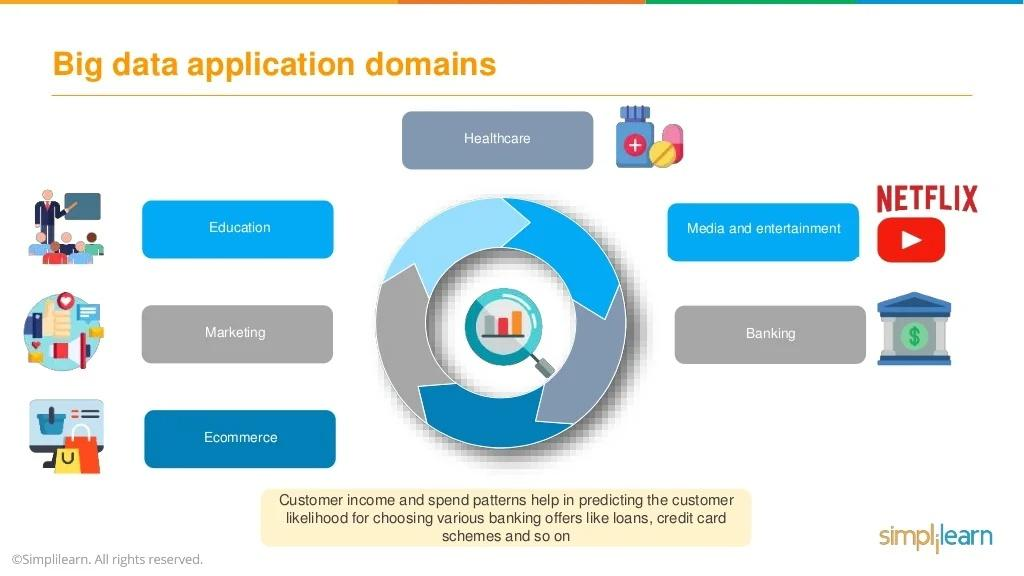 Big data application domains
Healthcare
Education
Media and entertainment
NETFLIX
Marketing
Banking
$
Ecommerce
Customer income and spend patterns help in predicting the customer
likelihood for choosing various banking offers like loans, credit card
schemes and so on
simplilearn
©Simplilearn. All rights reserved.